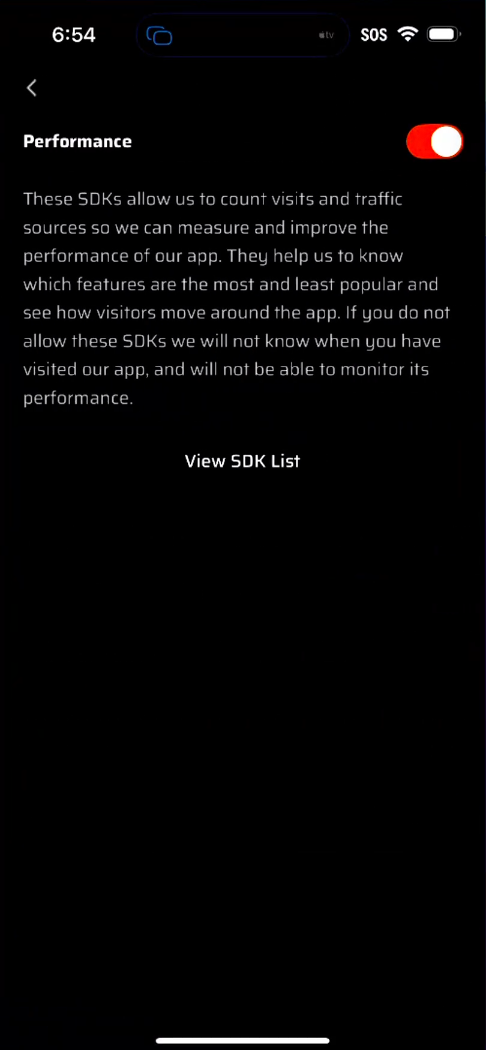 6:54
tv
SOS
Performance
These SDKs allow us to count visits and traffic
sources so we can measure and improve the
performance of our app. They help us to know
which features are the most and least popular and
see how visitors move around the app. If you do not
allow these SDKs we will not know when you have
visited our app, and will not be able to monitor its
performance.
View SDK List